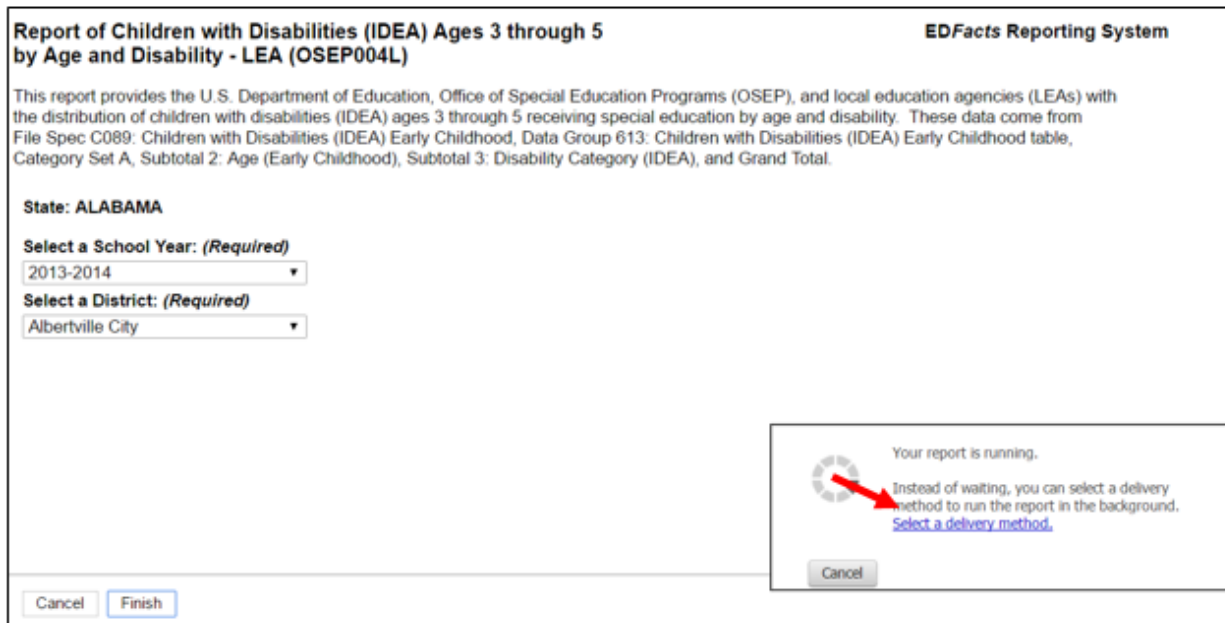 Report of Children with Disabilities (IDEA) Ages 3 through 5
by Age and Disability - LEA (OSEP004L)
EDFacts Reporting System
This report provides the U.S. Department of Education, Office of Special Education Programs (OSEP), and local education agencies (LEAs) with
the distribution of children with disabilities (IDEA) ages 3 through 5 receiving special education by age and disability.  These data come from
File Spec C089: Children with Disabilities (IDEA) Early Childhood, Data Group 613: Children with Disabilities (IDEA) Early Childhood table,
Category Set A, Subtotal 2: Age (Early Childhood), Subtotal 3: Disability Category (IDEA), and Grand Total.
State: ALABAMA
Select a School Year: (Required)
2013-2014
Select a District: (Required)
Albertville City
Your report is running.
Instead of waiting, you can select a delivery
method to run the report in the background.
Select a delivery method.
Cancel
Cancel
Finish